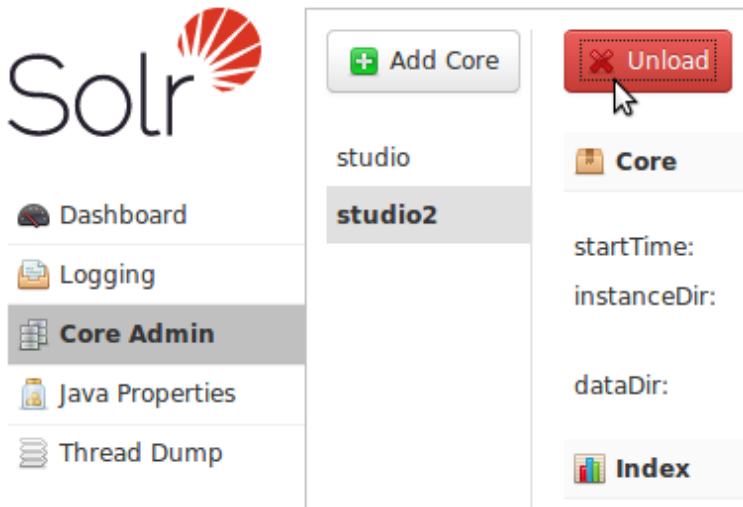 Solr
Dashboard
Logging
Core Admin
Java Properties
Thread Dump
Add Core
studio
studio2
Unload
Core
startTime:
instanceDir:
dataDir:
Index